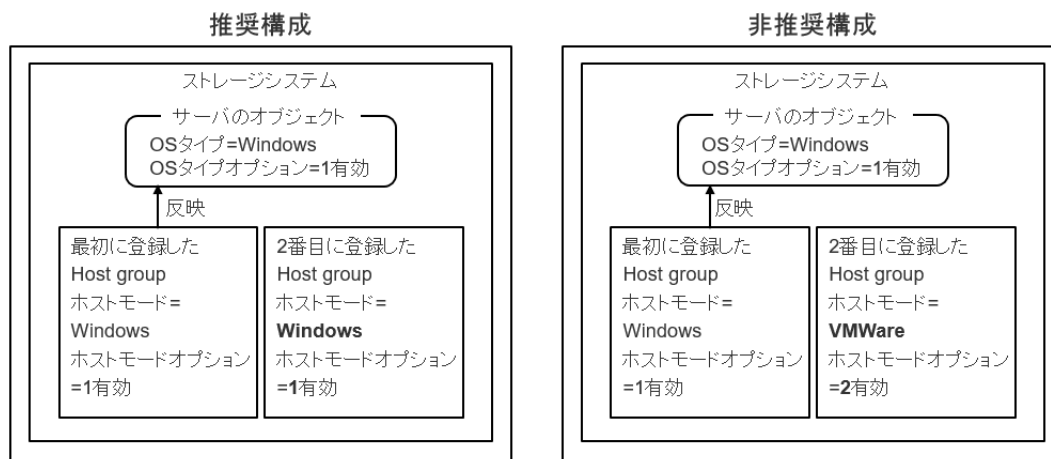 推奨構成
ストレージシステム
サーバのオブジェクト
OSタイプ=Windows
OSタイプオプション=1有効
反映
最初に登録した
Host group
ホストモード=
Windows
ホストモードオプション
=1有効
2番目に登録した
Host group
ホストモード=
Windows
ホストモードオプション
=1有効
非推奨構成
ストレージシステム
サーバのオブジェクト
OSタイプ=Windows
OSタイプオプション=1有効
反映
最初に登録した
Host group
ホストモード=
Windows
ホストモードオプション
=1有効
2番目に登録した
Host group
ホストモード=
VMWare
ホストモードオプション
=2有効